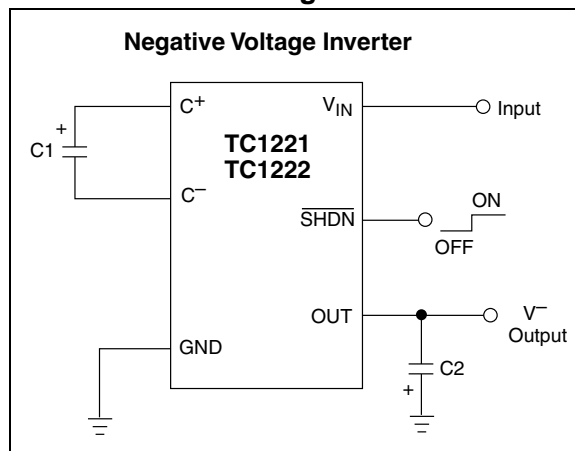 Negative Voltage Inverter
C+
VIN
Input
+
C1
TC1221
TC1222
C−
ON
SHDN
OFF
OUT
V−
Output
GND
C2
+